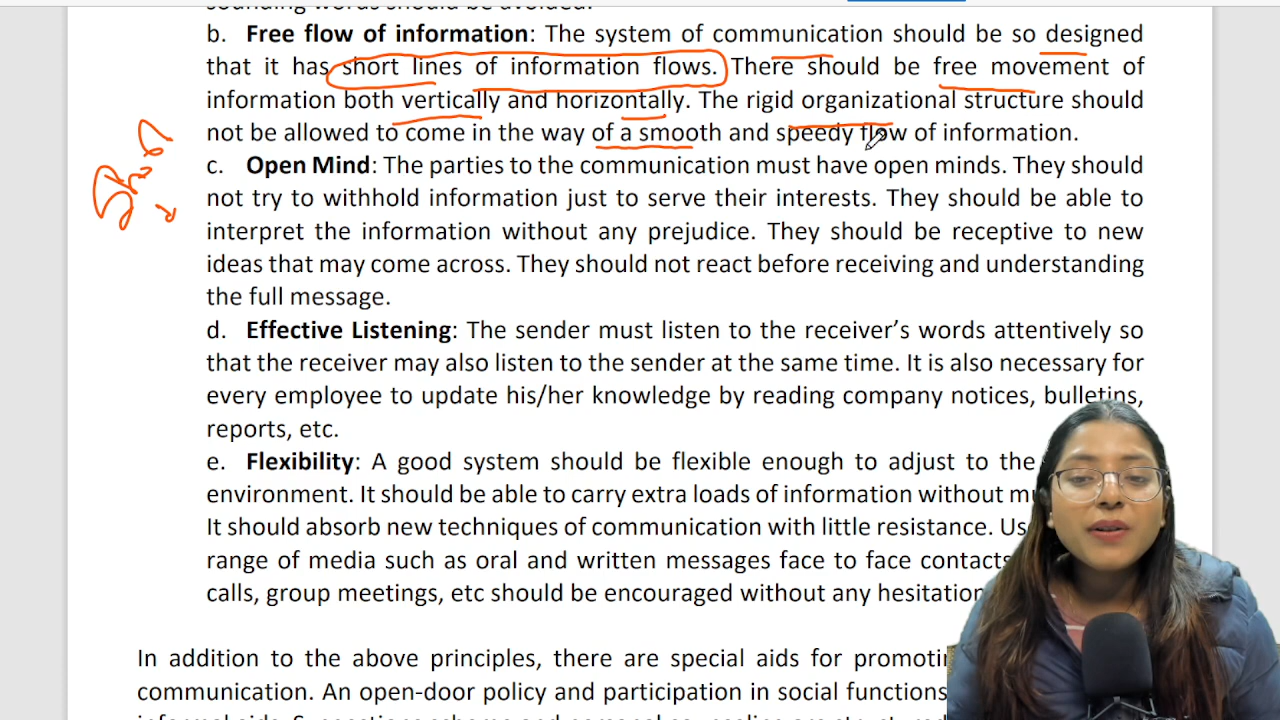 b. Free flow of information: The system of communication should be so designed
that it has short lines of information flows. There should be free movement of
information both vertically and horizontally. The rigid organizational structure should
not be allowed to come in the way of a smooth and speedy flow of information.
c. Open Mind: The parties to the communication must have open minds. They should
not try to withhold information just to serve their interests. They should be able to
interpret the information without any prejudice. They should be receptive to new
ideas that may come across. They should not react before receiving and understanding
the full message.
d. Effective Listening: The sender must listen to the receiver’s words attentively so
that the receiver may also listen to the sender at the same time. It is also necessary for
every employee to update his/her knowledge by reading company notices, bulletins,
reports, etc.
e. Flexibility: A good system should be flexible enough to adjust to the
environment. It should be able to carry extra loads of information without
It should absorb new techniques of communication with little resistance.
range of media such as oral and written messages face to face contacts
calls, group meetings, etc should be encouraged without any hesitation
In addition to the above principles, there are special aids for
communication. An open-door policy and participation in social functions